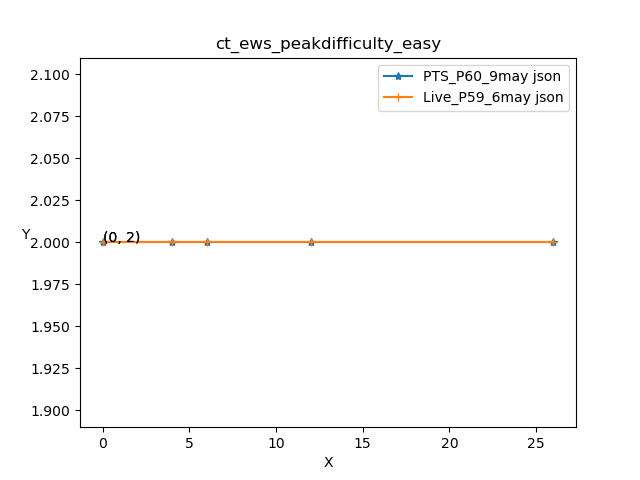 ct_ews_peakdifficulty_easy
PTS_P60_9may json
Live_P59_6may json
2.100
2.075
2.050
2.025
Y
2.000
(0, 2)
1.975
1.950
1.925
1.900
0 5 10 15 20 25
X